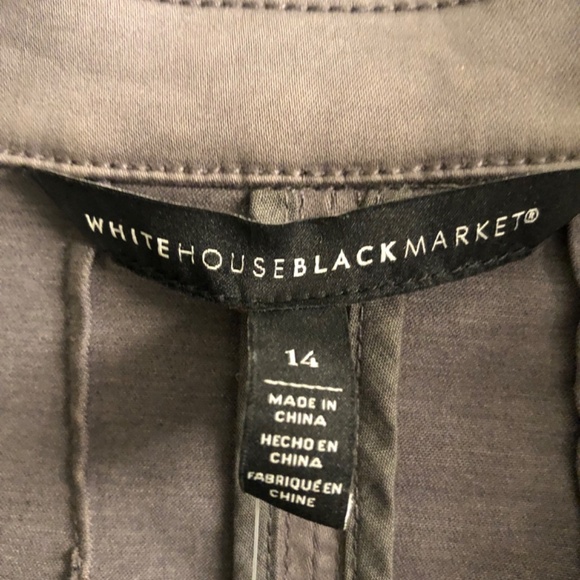 WHITEHOUSEBLACKMARKET®
14
MADE IN
CHINA
HECHO EN
CHINA
FABRIQUÉ EN
CHINE